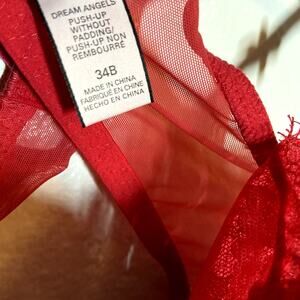 DREAM ANGELS
PUSH-UP
WITHOUT
PADDING/
PUSH-UP NON
REMBOURRÉ
34B
MADE IN CHINA
FABRIQUÉ EN CHINE
HECHO EN CHINA